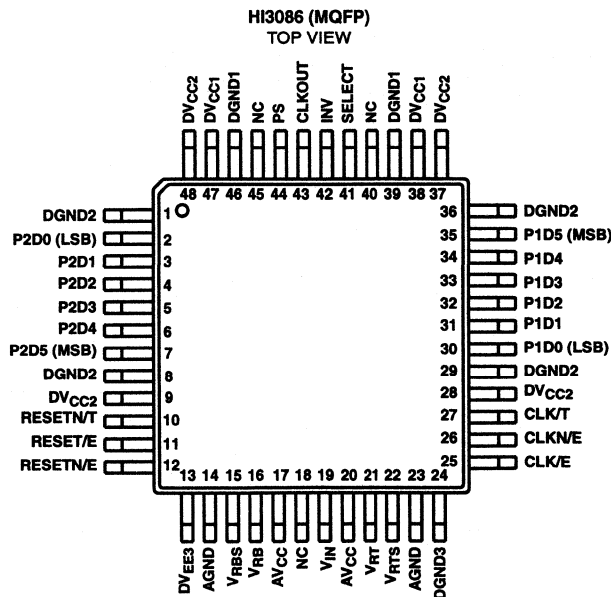 HI3086 (MQFP)
TOP VIEW
DVCC2
DVCC1
DGND1
NC
PS
CLKOUT
INV
SELECT
NC
DGND1
DVCC1
DVCC2
48 47 46 45 44 43 42 41 40 39 38 37
DGND2 1
P2D0 (LSB) 2
P2D1 3
P2D2 4
P2D3 5
P2D4 6
P2D5 (MSB) 7
DGND2 8
DVCC2 9
RESETN/T 10
RESET/E 11
RESETN/E 12
36 DGND2
35 P1D5 (MSB)
34 P1D4
33 P1D3
32 P1D2
31 P1D1
30 P1D0 (LSB)
29 DGND2
28 DVCC2
27 CLK/T
26 CLKN/E
25 CLK/E
13 14 15 16 17 18 19 20 21 22 23 24
DVEE3
AGND
VRBS
VRB
AVCC
NC
VIN
AVCC
VRT
VRTS
AGND
DGND3